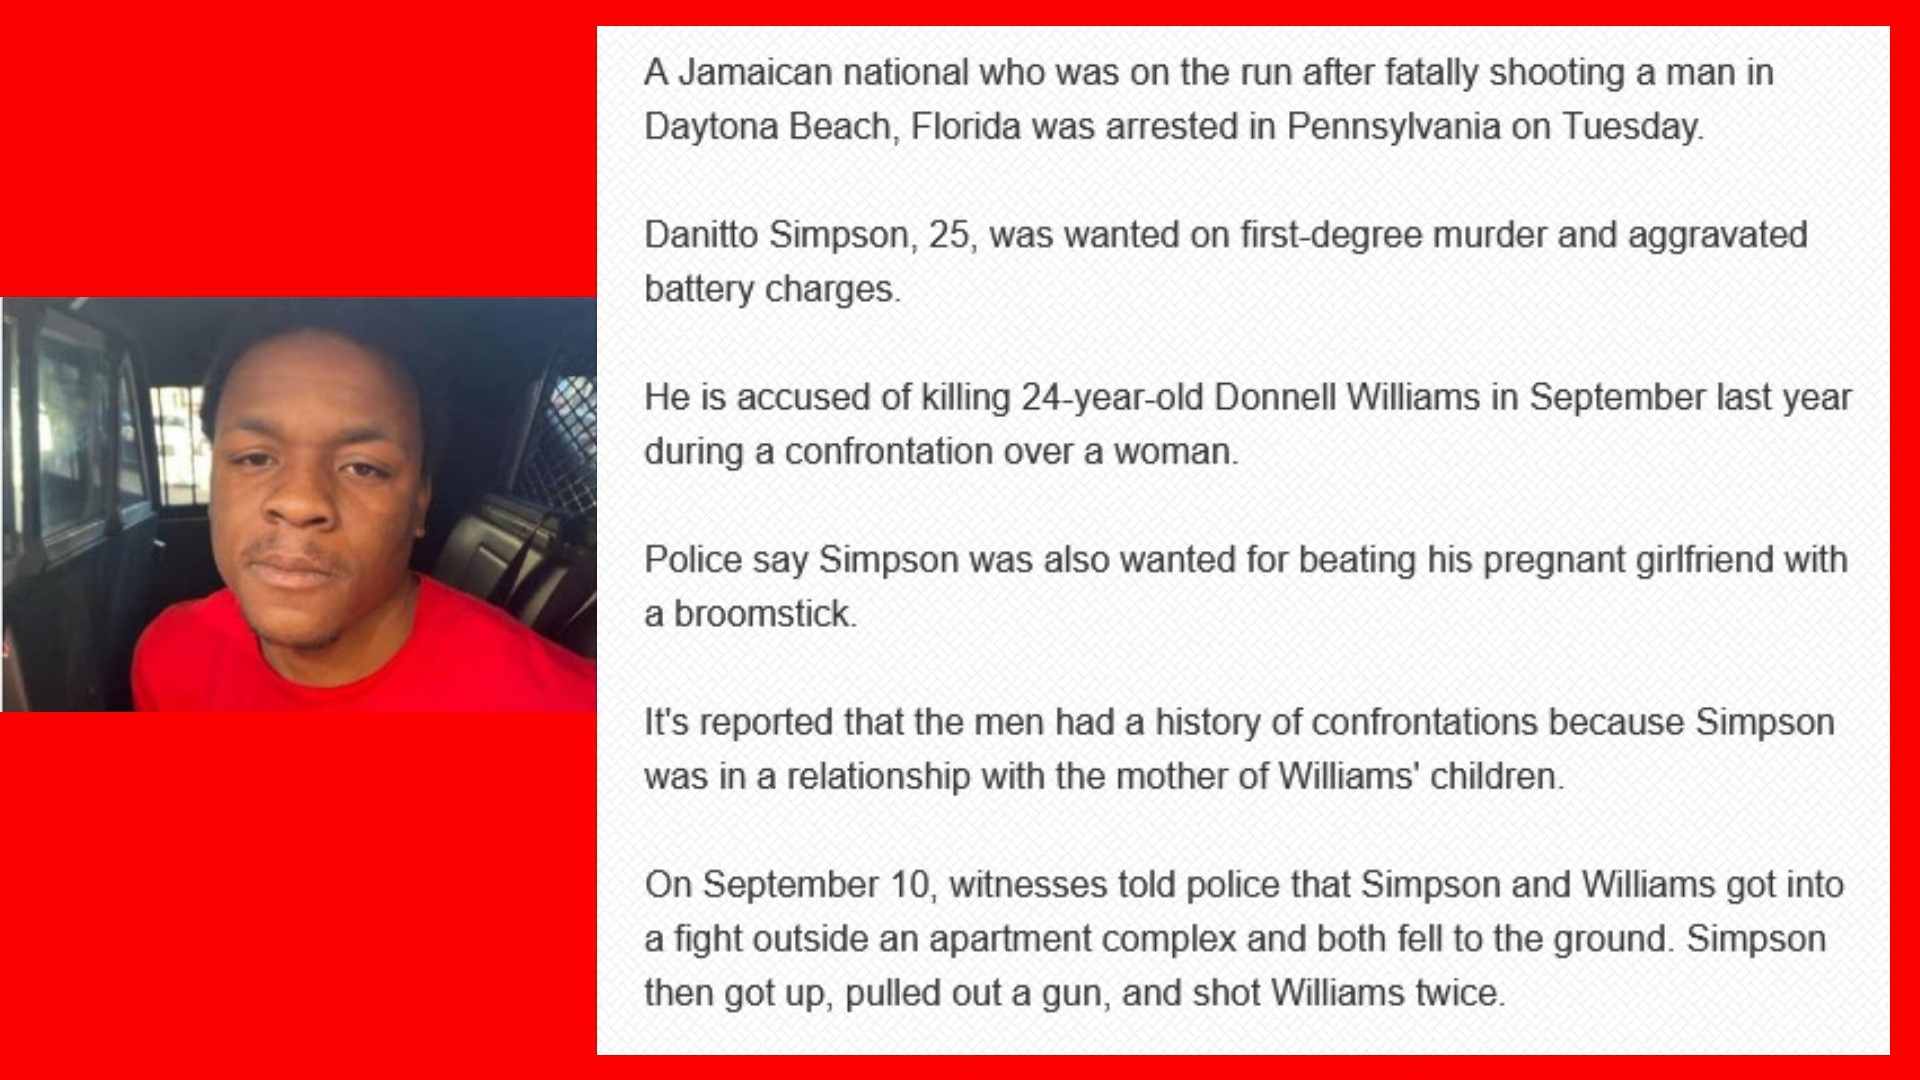 A Jamaican national who was on the run after fatally shooting a man in
Daytona Beach, Florida was arrested in Pennsylvania on Tuesday.
Danitto Simpson, 25, was wanted on first-degree murder and aggravated
battery charges.
He is accused of killing 24-year-old Donnell Williams in September last year
during a confrontation over a woman.
Police say Simpson was also wanted for beating his pregnant girlfriend with
a broomstick.
It's reported that the men had a history of confrontations because Simpson
was in a relationship with the mother of Williams' children.
On September 10, witnesses told police that Simpson and Williams got into
a fight outside an apartment complex and both fell to the ground. Simpson
then got up, pulled out a gun, and shot Williams twice.